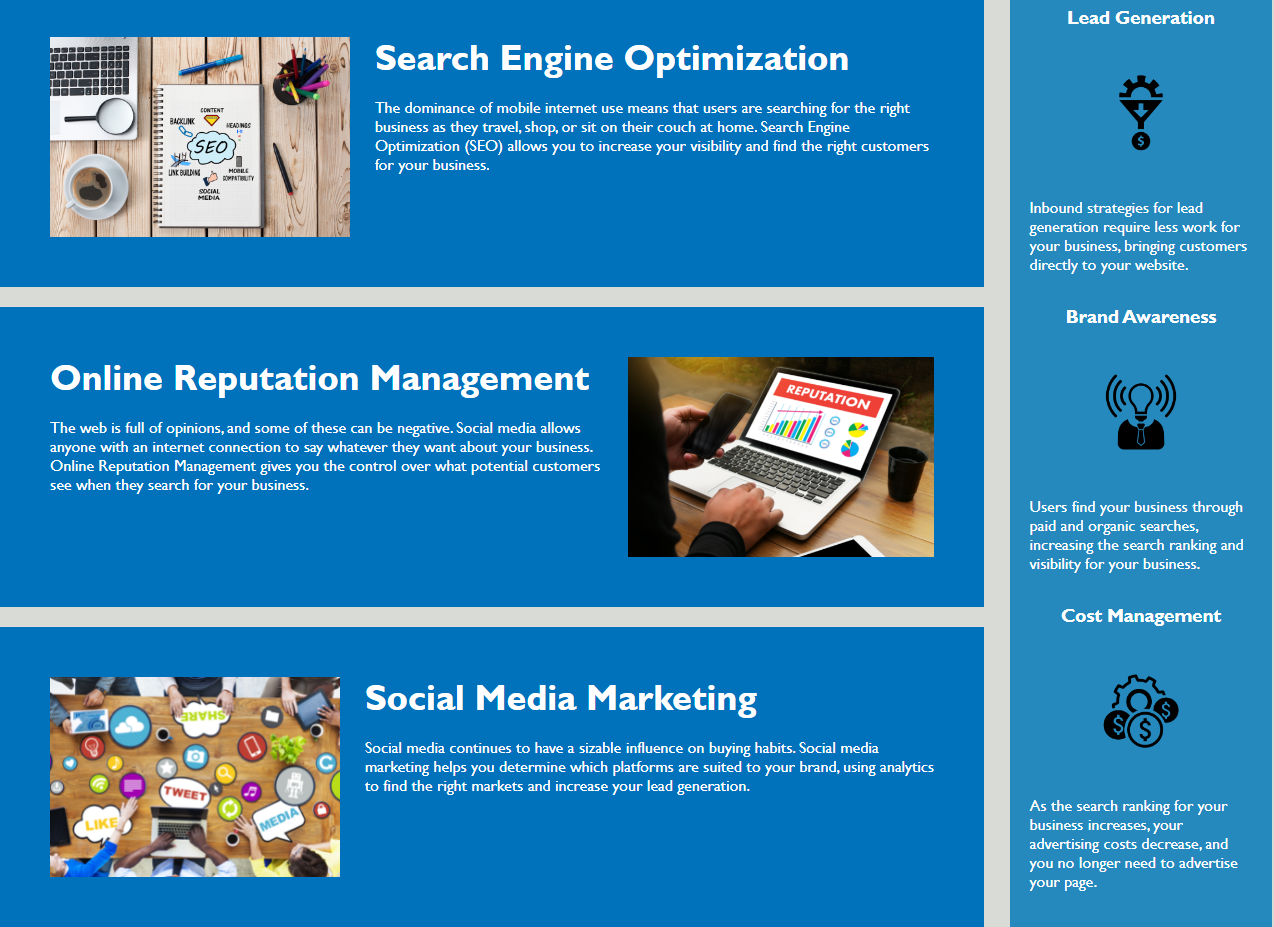 Search Engine Optimization
The dominance of mobile internet use means that users are searching for the right
business as they travel, shop, or sit on their couch at home. Search Engine
Optimization (SEO) allows you to increase your visibility and find the right customers
for your business.
CONTENT
BACKLINK
HEADINGS
SEO
LINK BUILDING
MOBILE
COMPATIBILITY
SOCIAL
MEDIA
Online Reputation Management
The web is full of opinions, and some of these can be negative. Social media allows
anyone with an internet connection to say whatever they want about your business.
Online Reputation Management gives you the control over what potential customers
see when they search for your business.
REPUTATION
Social Media Marketing
Social media continues to have a sizable influence on buying habits. Social media
marketing helps you determine which platforms are suited to your brand, using analytics
to find the right markets and increase your lead generation.
SHARE
TWEET
LIKE
MEDIA
Lead Generation
$
Inbound strategies for lead
generation require less work for
your business, bringing customers
directly to your website.
Brand Awareness
Users find your business through
paid and organic searches,
increasing the search ranking and
visibility for your business.
Cost Management
$ $ $
As the search ranking for your
business increases, your
advertising costs decrease, and
you no longer need to advertise
your page.